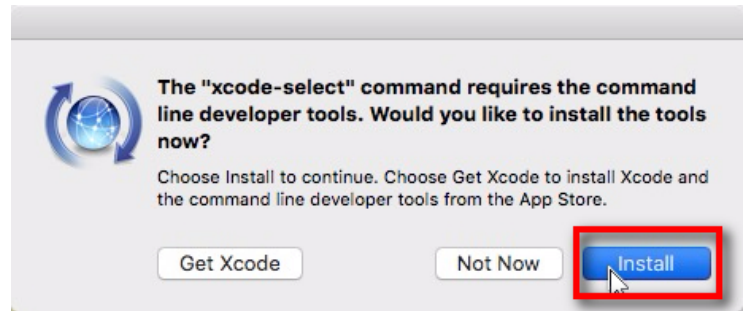 The "xcode-select" command requires the command
line developer tools. Would you like to install the tools
now?
Choose Install to continue. Choose Get Xcode to install Xcode and
the command line developer tools from the App Store.
Get Xcode Not Now Install